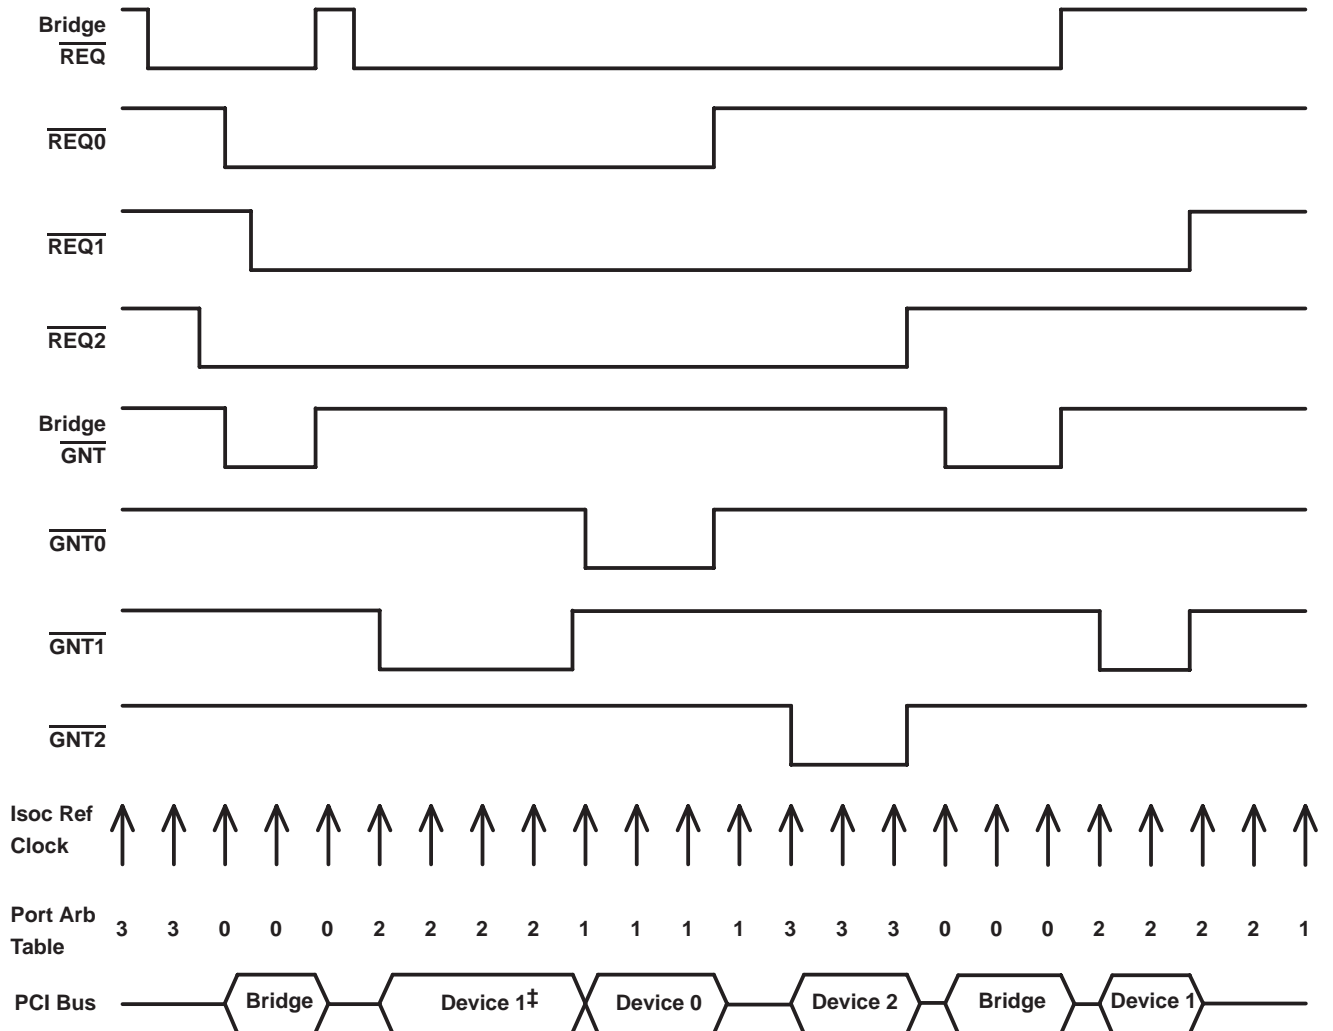 Bridge
REQ
REQ0
REQ1
REQ2
Bridge
GNT
GNT0
GNT1
GNT2
Isoc Ref
Clock
Port Arb
Table
3 3 0 0 0 2 2 2 2 1 1 1 1 3 3 3 0 0 0 2 2 2 2 1
PCI Bus Bridge Device 1‡ Device 0 Device 2 Bridge Device 1